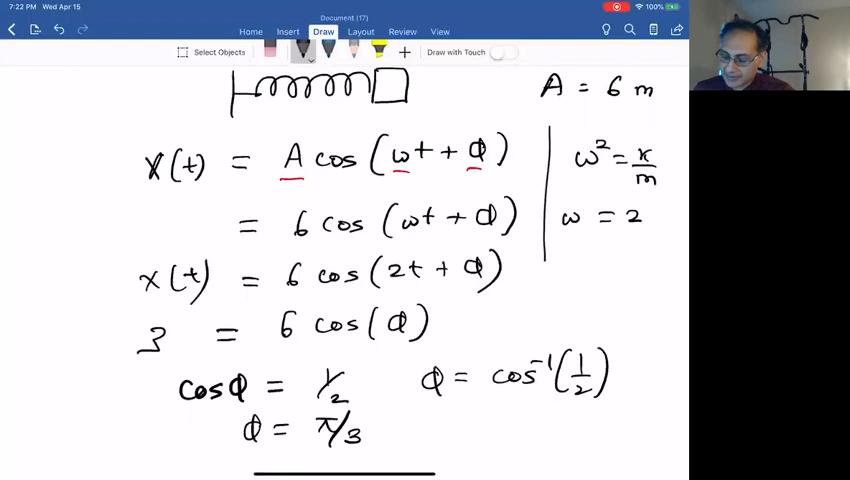 7:22 PM Wed Apr 15
100%
Document (17)
Home Insert Draw Layout Review View
Select Objects
Draw with Touch
A = 6 m
x(t) = A cos(ωt + φ)
ω² = k/m
= 6 cos(ωt + φ)
ω = 2
x(t) = 6 cos(2t + φ)
3 = 6 cos(φ)
cosφ = 1/2
φ = cos⁻¹(1/2)
φ = π/3